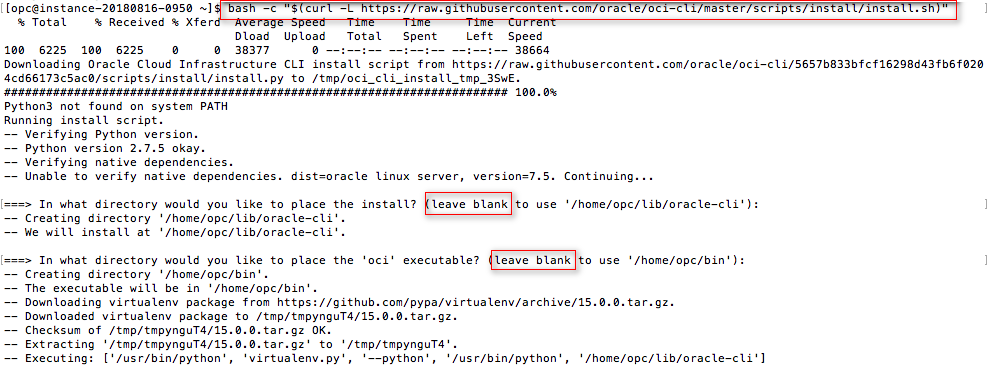 [[opc@instance-20180816-0950 ~]$ bash -c "$(curl -L https://raw.githubusercontent.com/oracle/oci-cli/master/scripts/install/install.sh)" ]
  % Total    % Received % Xferd  Average Speed   Time    Time     Time  Current
                                 Dload  Upload   Total   Spent    Left  Speed
100  6225  100  6225    0     0  38377      0 --:--:-- --:--:-- --:--:-- 38664
Downloading Oracle Cloud Infrastructure CLI install script from https://raw.githubusercontent.com/oracle/oci-cli/5657b833bfcf16298d43fb6f020
4cd66173c5ac0/scripts/install/install.py to /tmp/oci_cli_install_tmp_3SwE.
######################################################################## 100.0%
Python3 not found on system PATH
Running install script.
-- Verifying Python version.
-- Python version 2.7.5 okay.
-- Verifying native dependencies.
-- Unable to verify native dependencies. dist=oracle linux server, version=7.5. Continuing...
[===> In what directory would you like to place the install? (leave blank to use '/home/opc/lib/oracle-cli'): ]
-- Creating directory '/home/opc/lib/oracle-cli'.
-- We will install at '/home/opc/lib/oracle-cli'.
[===> In what directory would you like to place the 'oci' executable? (leave blank to use '/home/opc/bin'): ]
-- Creating directory '/home/opc/bin'.
-- The executable will be in '/home/opc/bin'.
-- Downloading virtualenv package from https://github.com/pypa/virtualenv/archive/15.0.0.tar.gz.
-- Downloaded virtualenv package to /tmp/tmpynguT4/15.0.0.tar.gz.
-- Checksum of /tmp/tmpynguT4/15.0.0.tar.gz OK.
-- Extracting '/tmp/tmpynguT4/15.0.0.tar.gz' to '/tmp/tmpynguT4'.
-- Executing: ['/usr/bin/python', 'virtualenv.py', '--python', '/usr/bin/python', '/home/opc/lib/oracle-cli']